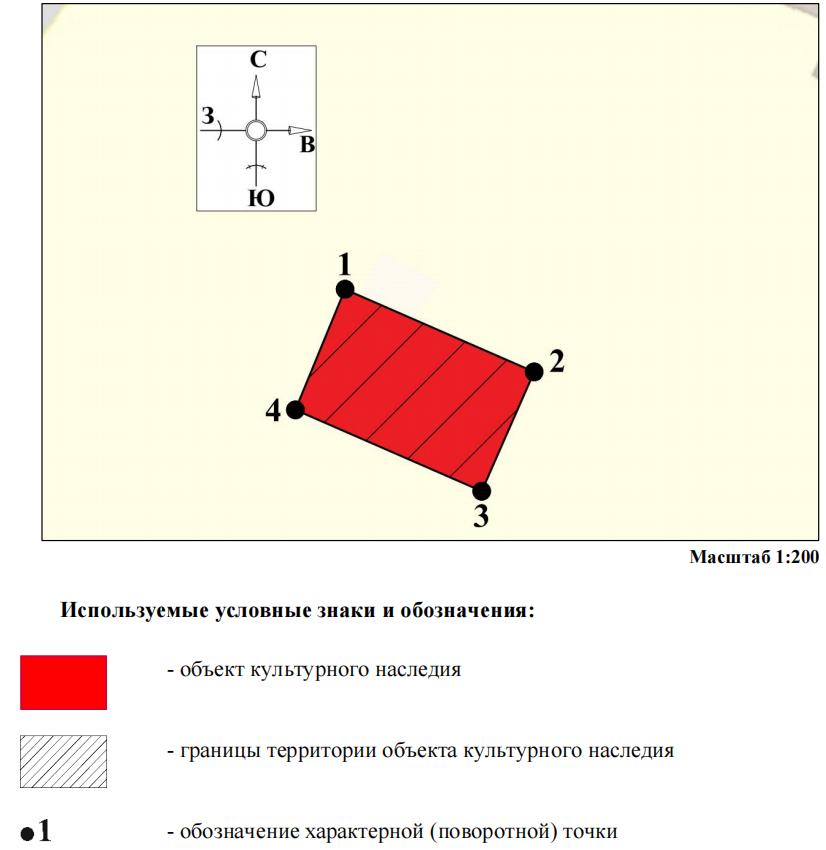 С
З
В
Ю
1
2
4
3
Масштаб 1:200
Используемые условные знаки и обозначения:
- объект культурного наследия
- границы территории объекта культурного наследия
1 - обозначение характерной (поворотной) точки